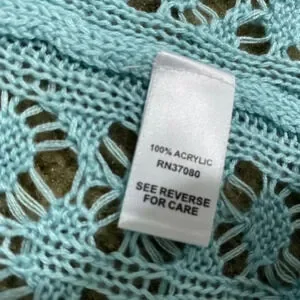 100% ACRYLIC
RN37080
SEE REVERSE
FOR CARE